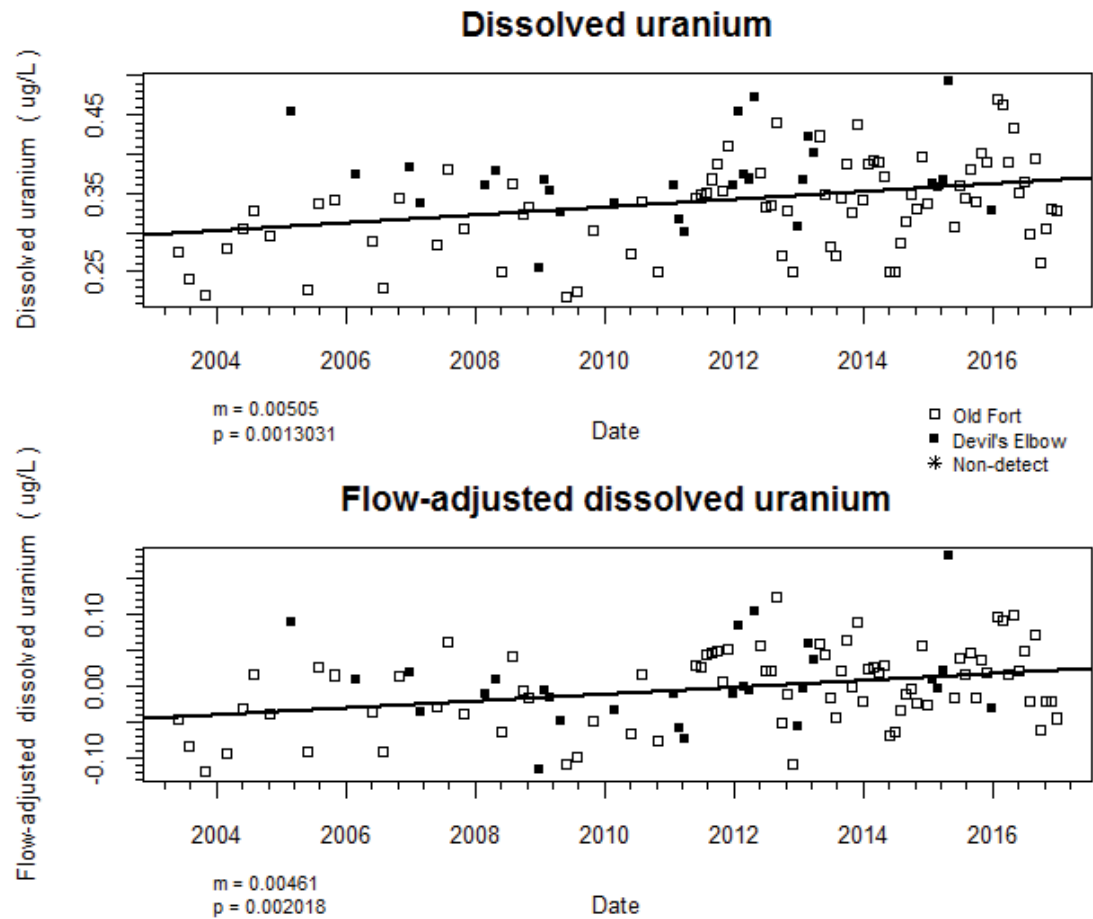 Dissolved uranium
Dissolved uranium ( ug/L )
0.45
0.35
0.25
2004 2006 2008 2010 2012 2014 2016
m = 0.00505
p = 0.0013031
Date
Old Fort
Devil's Elbow
Non-detect
Flow-adjusted dissolved uranium
Flow-adjusted dissolved uranium ( ug/L )
0.10
0.00
-0.10
2004 2006 2008 2010 2012 2014 2016
m = 0.00461
p = 0.002018
Date